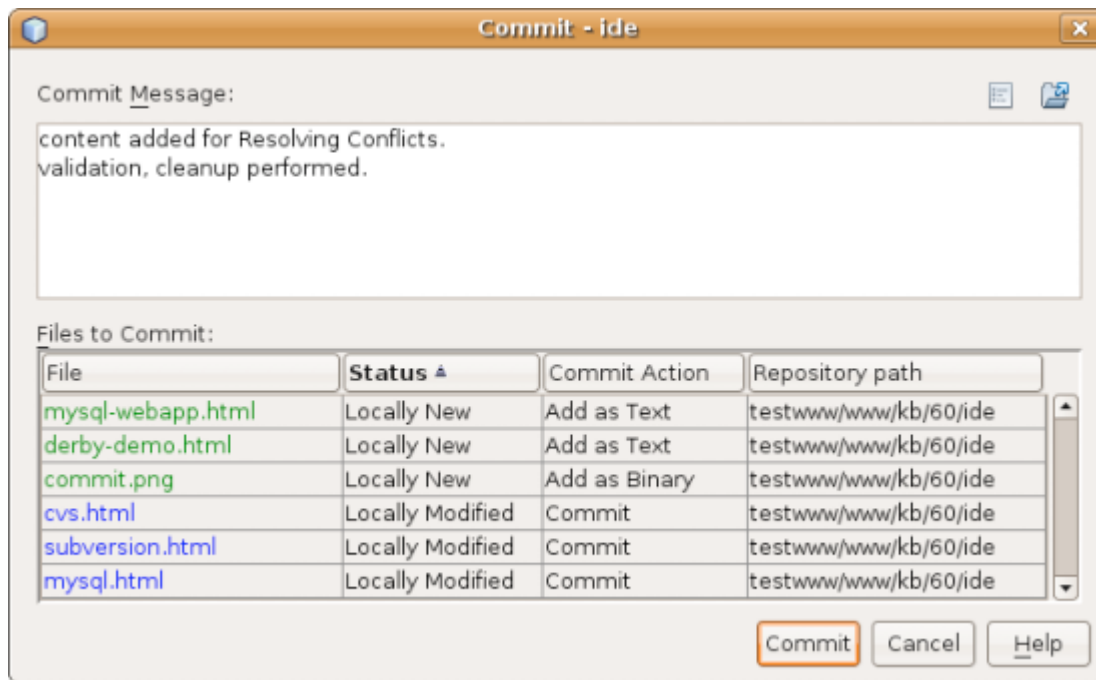 Commit - ide
Commit Message:
content added for Resolving Conflicts.
validation, cleanup performed.
Files to Commit:
File Status Commit Action Repository path
mysql-webapp.html Locally New Add as Text testwww/www/kb/60/ide
derby-demo.html Locally New Add as Text testwww/www/kb/60/ide
commit.png Locally New Add as Binary testwww/www/kb/60/ide
cvs.html Locally Modified Commit testwww/www/kb/60/ide
subversion.html Locally Modified Commit testwww/www/kb/60/ide
mysql.html Locally Modified Commit testwww/www/kb/60/ide
Commit Cancel Help